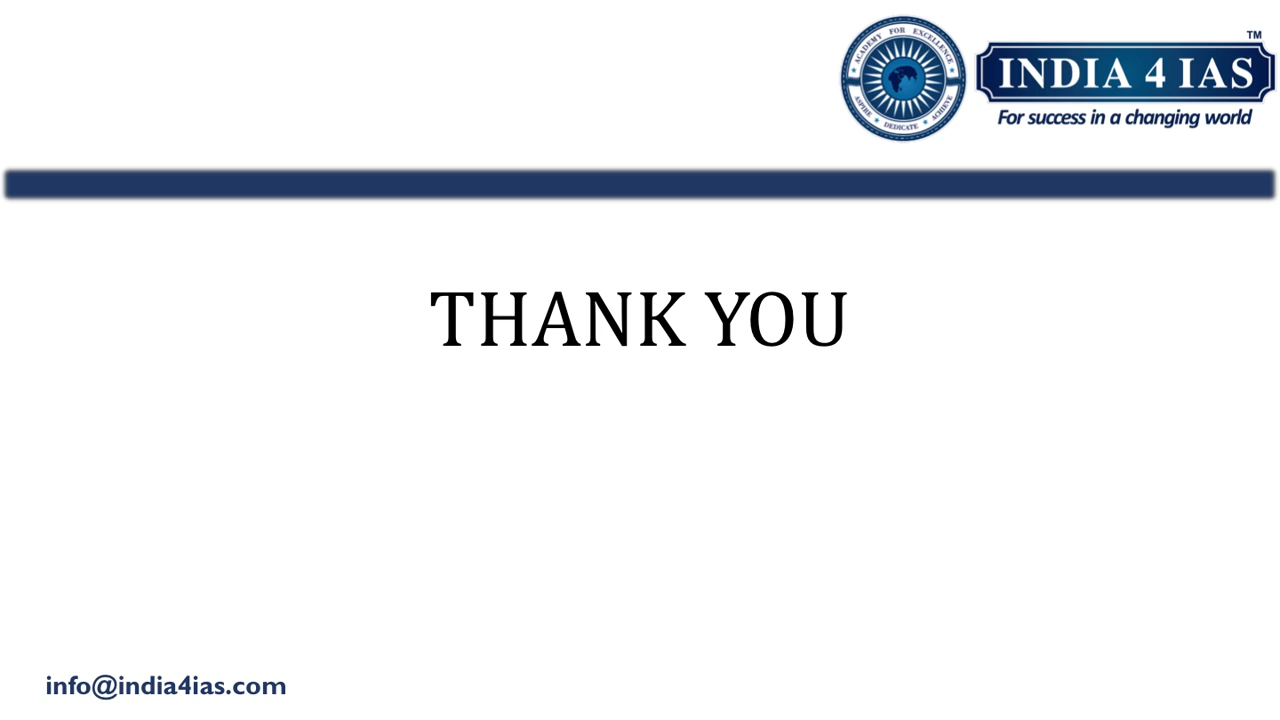 ACADEMY FOR EXCELLENCE
ASPIRE ★ DEDICATE ★ ACHIEVE
INDIA 4 IAS
TM
For success in a changing world
THANK YOU
info@india4ias.com